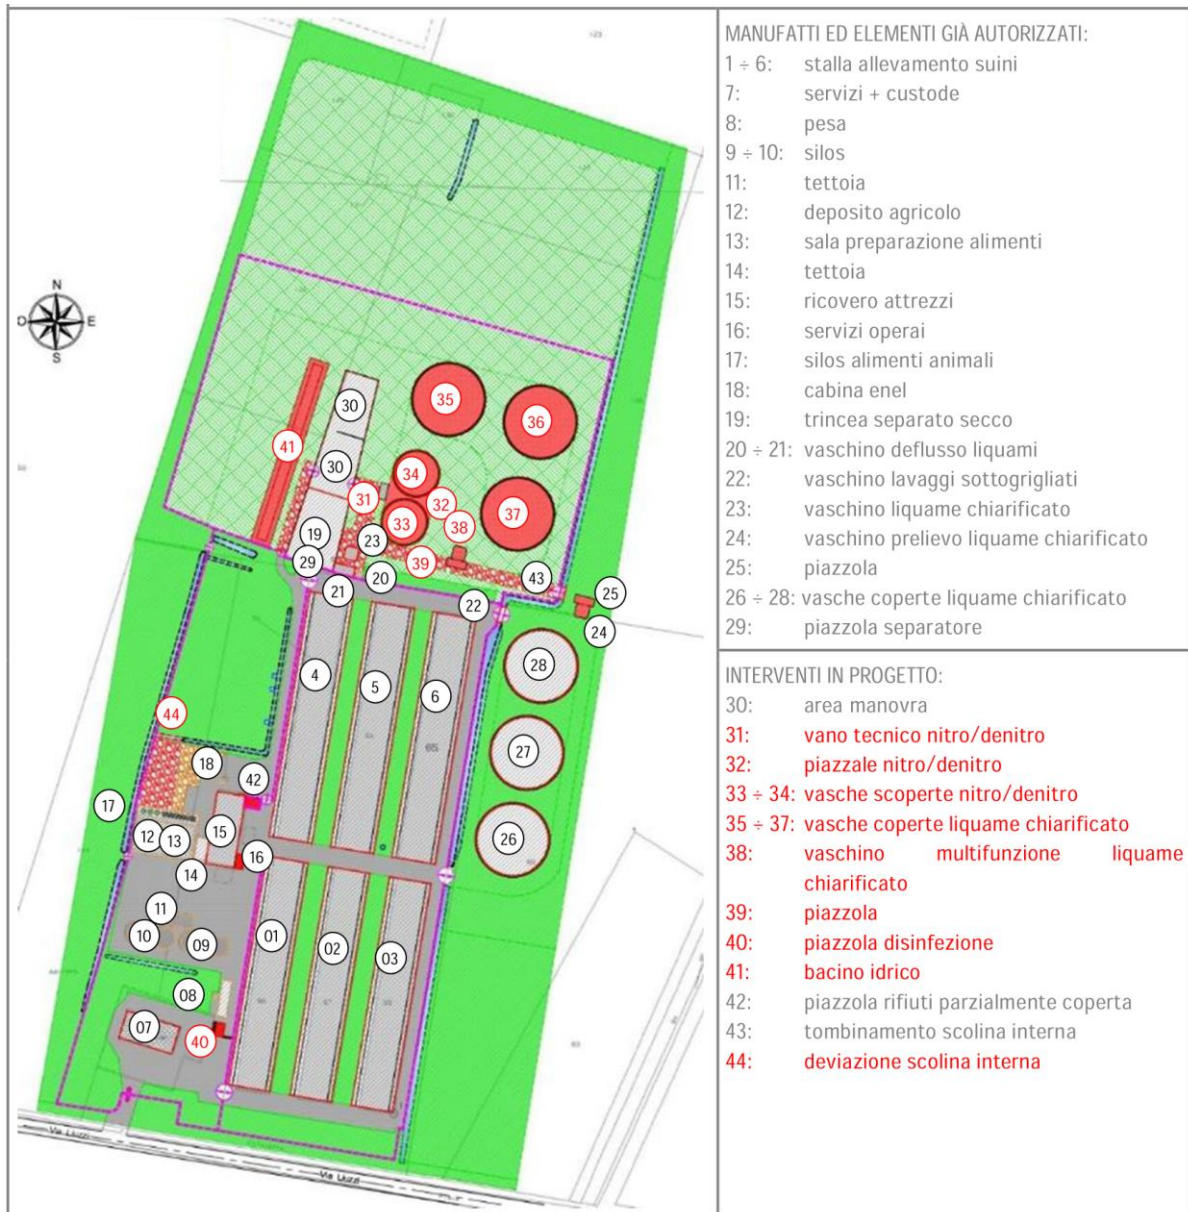 MANUFATTI ED ELEMENTI GIÀ AUTORIZZATI:
1 ÷ 6: stalla allevamento suini
7: servizi + custode
8: pesa
9 ÷ 10: silos
11: tettoia
12: deposito agricolo
13: sala preparazione alimenti
14: tettoia
15: ricovero attrezzi
16: servizi operai
17: silos alimenti animali
18: cabina enel
19: trincea separato secco
20 ÷ 21: vaschino deflusso liquami
22: vaschino lavaggi sottogrigliati
23: vaschino liquame chiarificato
24: vaschino prelievo liquame chiarificato
25: piazzola
26 ÷ 28: vasche coperte liquame chiarificato
29: piazzola separatore
INTERVENTI IN PROGETTO:
30: area manovra
31: vano tecnico nitro/denitro
32: piazzale nitro/denitro
33 ÷ 34: vasche scoperte nitro/denitro
35 ÷ 37: vasche coperte liquame chiarificato
38: vaschino multifunzione liquame
chiarificato
39: piazzola
40: piazzola disinfezione
41: bacino idrico
42: piazzola rifiuti parzialmente coperta
43: tombinamento scolina interna
44: deviazione scolina interna
N
O E
S
35
30
36
41
30
34
31
32
37
33
38
19
23
39
29
20
43
21
22
25
24
4
5
6
28
44
18
42
27
17
12
13
15
26
16
14
11
10
09
01
02
03
08
07
40
Via Liuzzi
Via Liuzzi